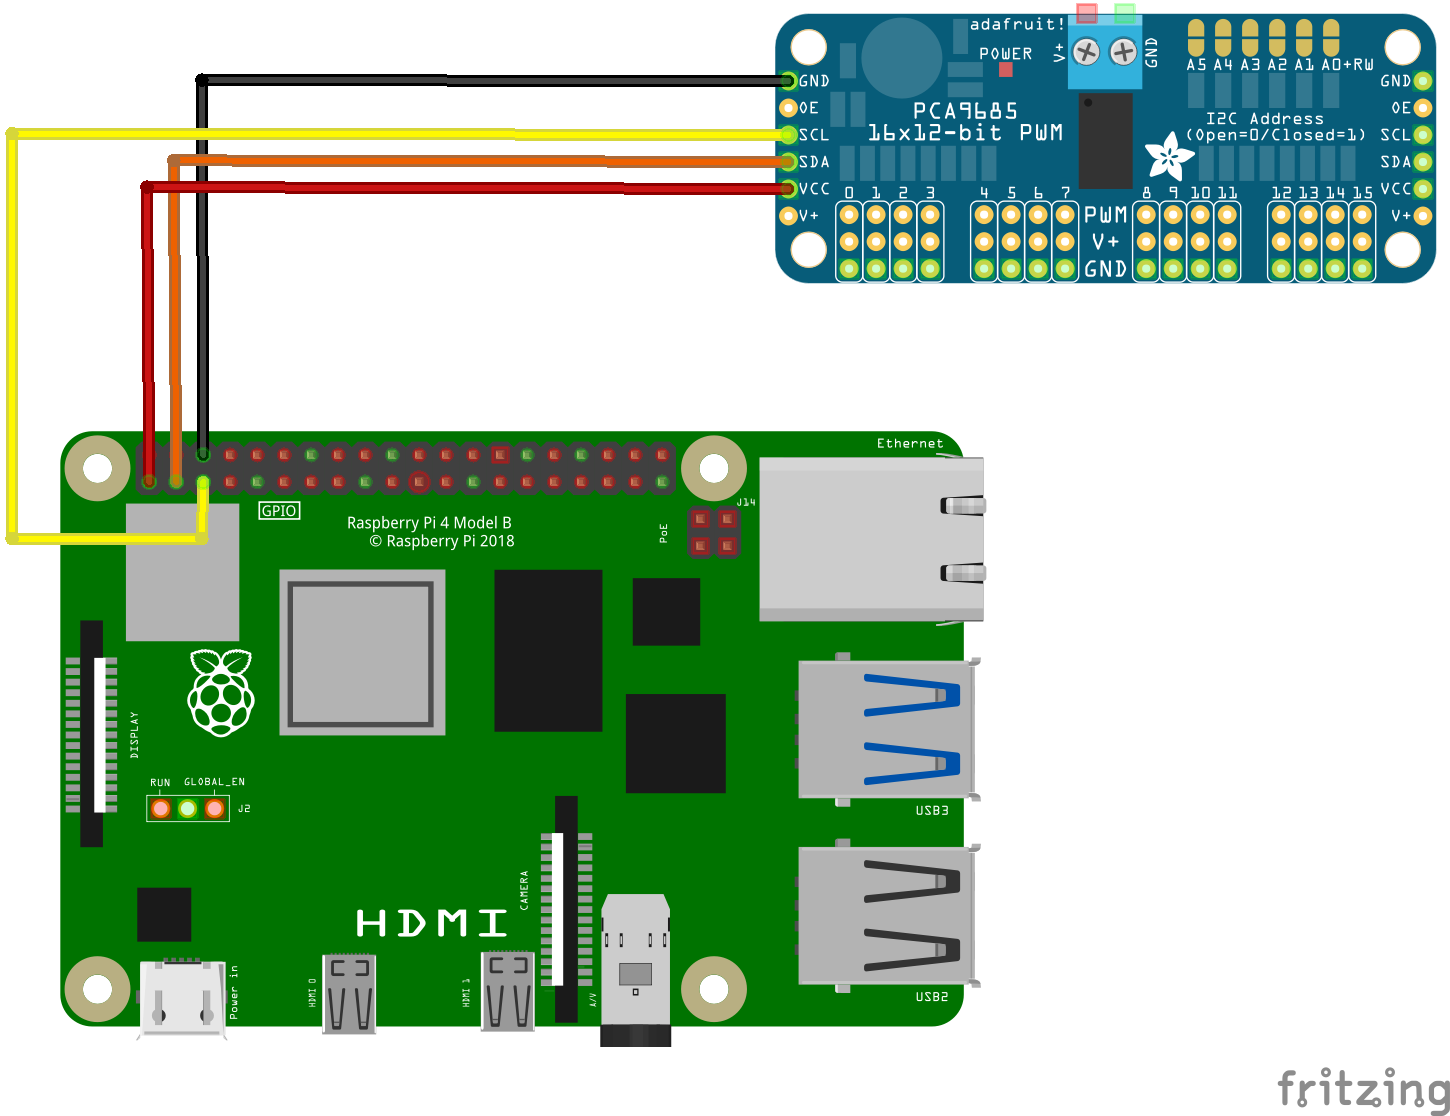 adafruit!
POWER
V+
GND
A5 A4 A3 A2 A1 A0+RW
GND
OE
SCL
SDA
VCC
V+
PCA9685
16x12-bit PWM
I2C Address
(Open=0/Closed=1)
GND
OE
SCL
SDA
VCC
V+
0 1 2 3 4 5 6 7 8 9 10 11 12 13 14 15
PWM
V+
GND
Ethernet
GPIO
Raspberry Pi 4 Model B
© Raspberry Pi 2018
J14
PoE
DISPLAY
RUN GLOBAL_EN
J2
USB3
CAMERA
HDMI
Power in
HDMI 0
HDMI 1
A/V
USB2
fritzing